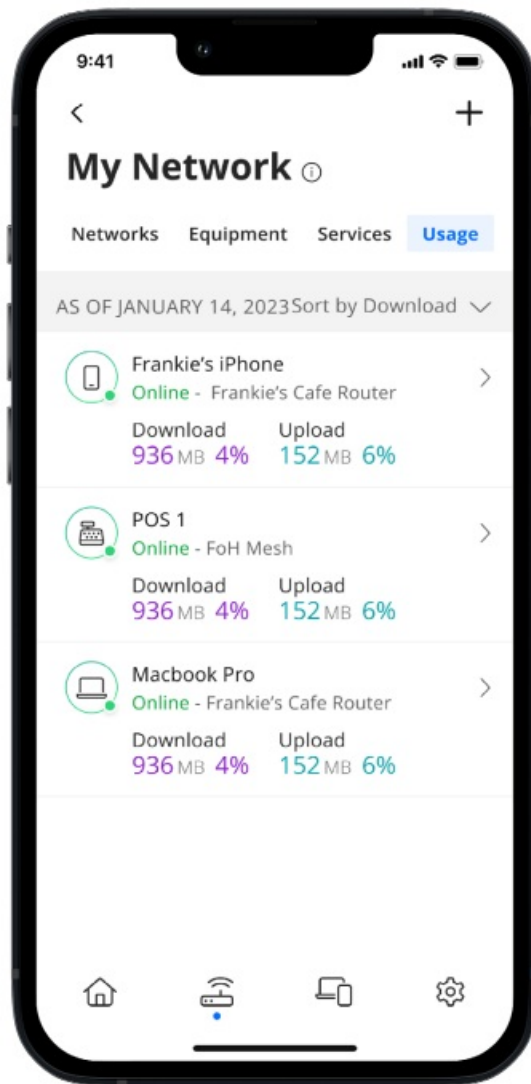 9:41
My Network
Networks Equipment Services Usage
AS OF JANUARY 14, 2023 Sort by Download
Frankie's iPhone
Online - Frankie's Cafe Router
Download Upload
936 MB 4% 152 MB 6%
POS 1
Online - FoH Mesh
Download Upload
936 MB 4% 152 MB 6%
Macbook Pro
Online - Frankie's Cafe Router
Download Upload
936 MB 4% 152 MB 6%